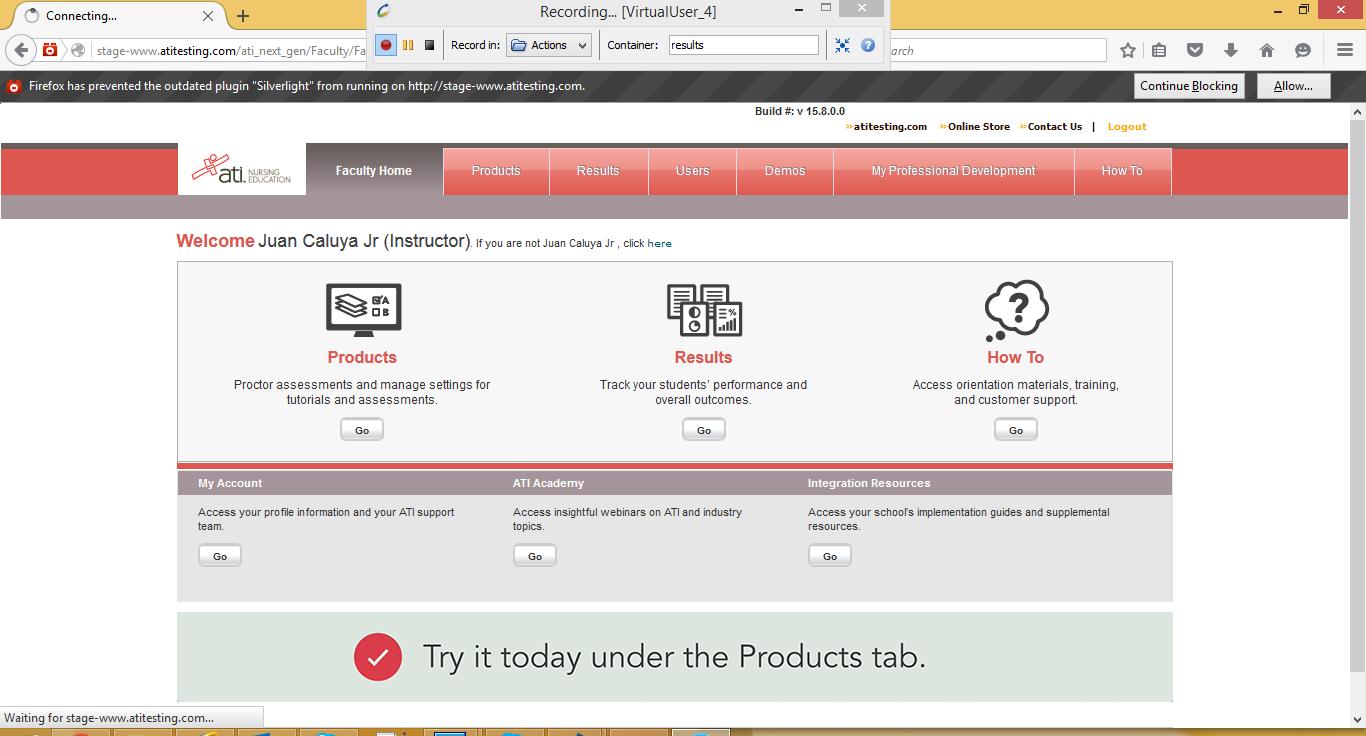 Connecting...
Recording... [VirtualUser_4]
stage-www.atitesting.com/ati_next_gen/Faculty/Fa
Record in:
Actions
Container:
results
arch
Firefox has prevented the outdated plugin "Silverlight" from running on http://stage-www.atitesting.com.
Continue Blocking
Allow...
Build #: v 15.8.0.0
»atitesting.com »Online Store »Contact Us | Logout
ati. NURSING EDUCATION
Faculty Home
Products
Results
Users
Demos
My Professional Development
How To
Welcome Juan Caluya Jr (Instructor). If you are not Juan Caluya Jr , click here
A
B
%
?
Products
Proctor assessments and manage settings for
tutorials and assessments.
Go
Results
Track your students' performance and
overall outcomes.
Go
How To
Access orientation materials, training,
and customer support.
Go
My Account
Access your profile information and your ATI support
team.
Go
ATI Academy
Access insightful webinars on ATI and industry
topics.
Go
Integration Resources
Access your school's implementation guides and supplemental
resources.
Go
Try it today under the Products tab.
Waiting for stage-www.atitesting.com...